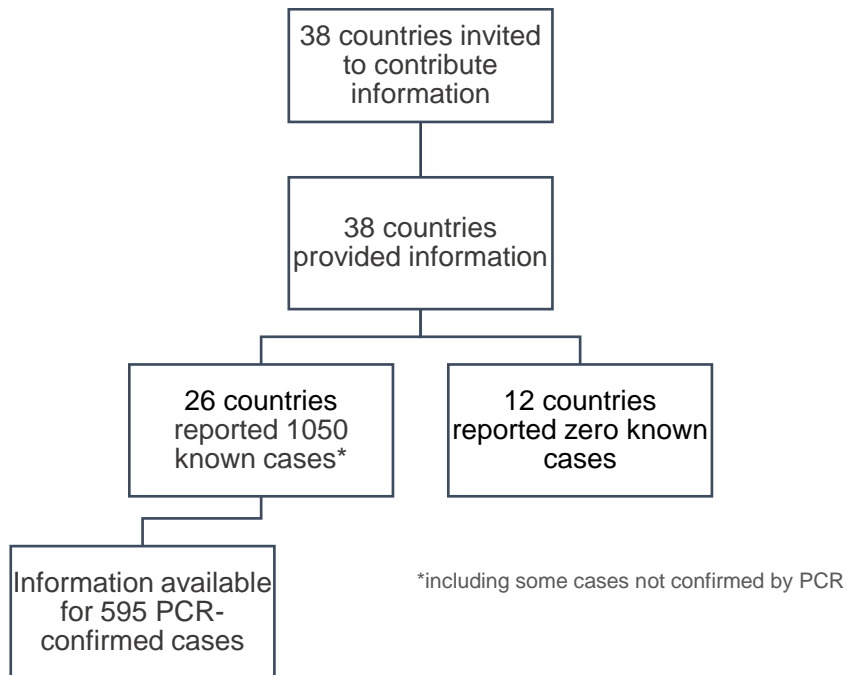 38 countries invited
to contribute
information
38 countries
provided information
26 countries
reported 1050
known cases*
12 countries
reported zero known
cases
Information available
for 595 PCR-
confirmed cases
*including some cases not confirmed by PCR